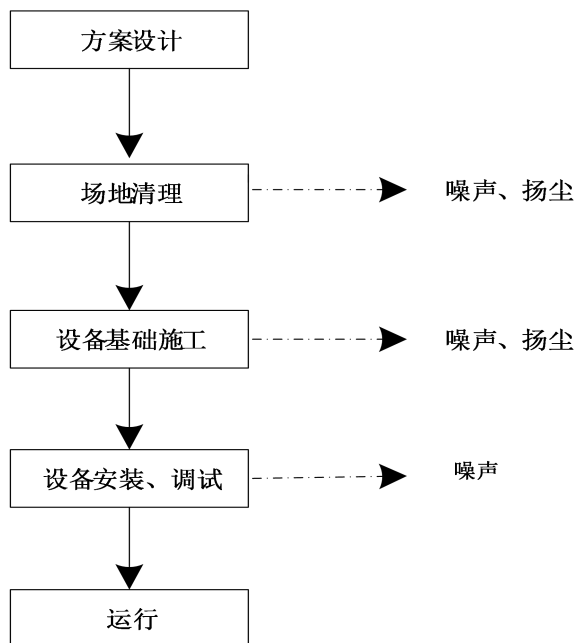 方案设计
场地清理
噪声、扬尘
设备基础施工
噪声、扬尘
设备安装、调试
噪声
运行